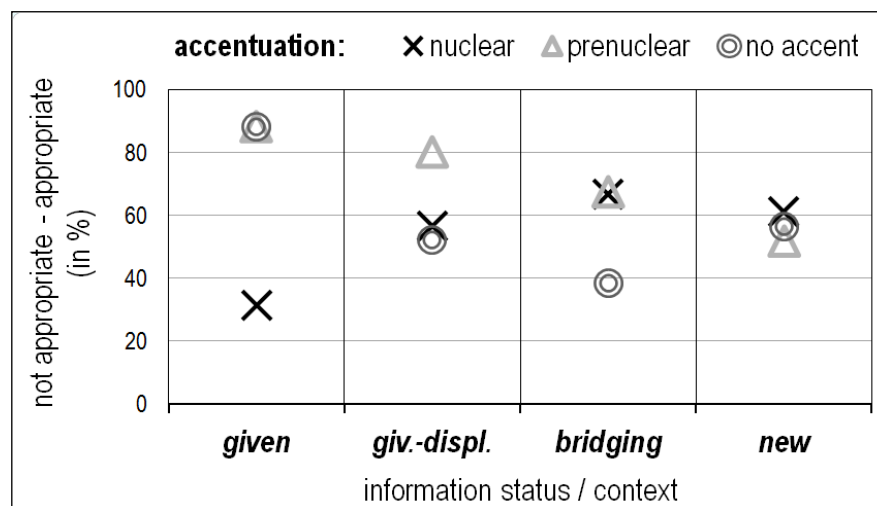 accentuation: nuclear prenuclear no accent
not appropriate - appropriate
(in %)
100
80
60
40
20
0
given giv.-displ. bridging new
information status / context